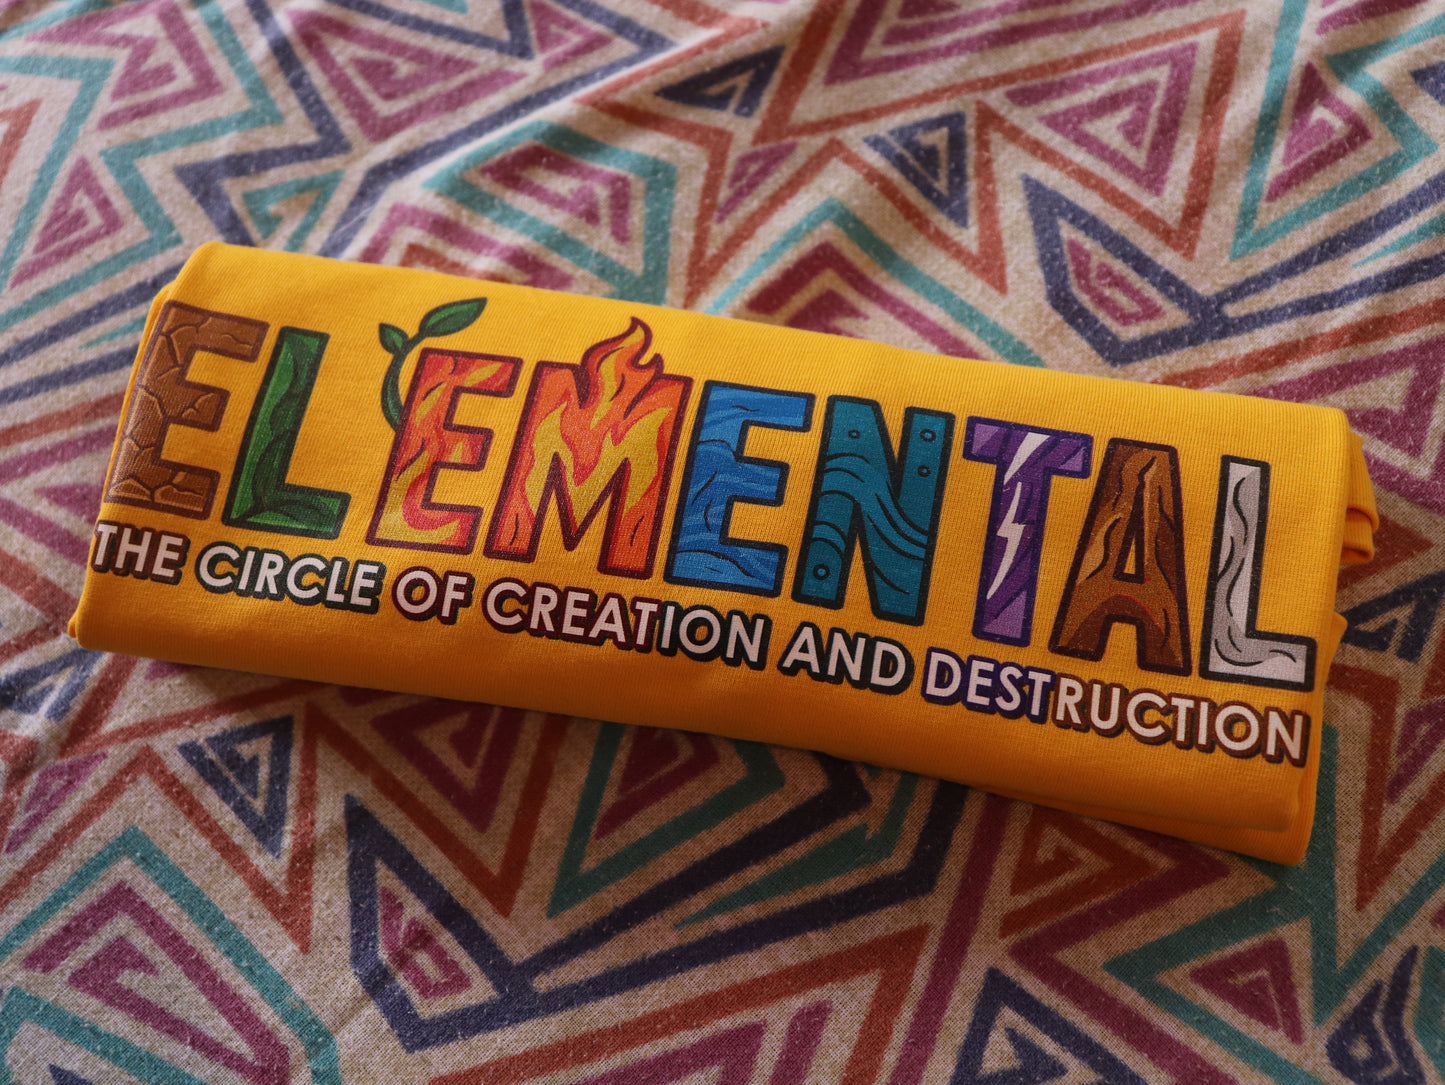 ELEMENTAL
THE CIRCLE OF CREATION AND DESTRUCTION